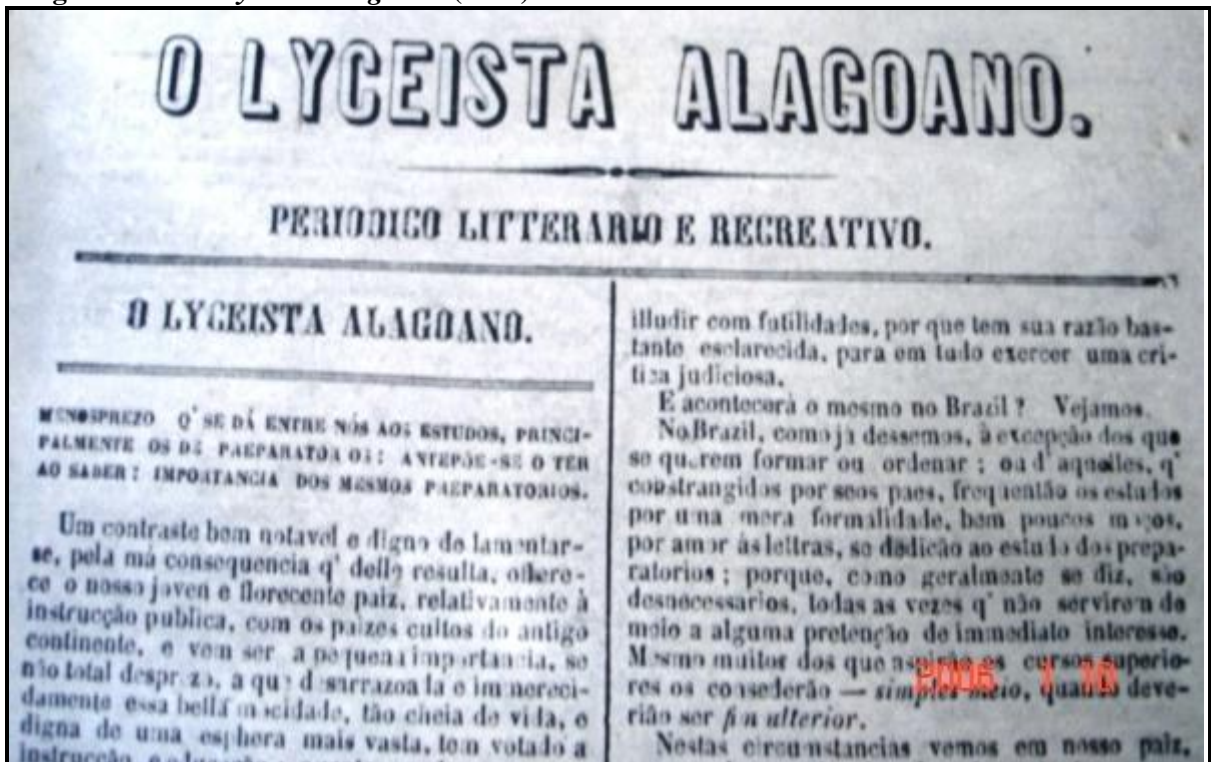 O LYCEISTA ALAGOANO.
PERIODICO LITTERARIO E RECREATIVO.
O LYCEISTA ALAGOANO.
MENOSPREZO Q' SE DÁ ENTRE NÓS AOS ESTUDOS, PRINCI-
PALMENTE OS DE PREPARATORIOS: ANTEPÕE-SE O TER
AO SABER: IMPORTANCIA DOS MESMOS PREPARATORIOS.
Um contraste bem notavel e digno de lamentar-
se, pela má consequencia q' delle resulta, offere-
ce o nosso joven e florecente paiz, relativamente à
instrucção publica, com os paizes cultos do antigo
continente, e vem ser a pequena importancia, se
não total desprezo, a que desarrazoada e immereci-
damente essa bella mocidade, tão cheia de vida, e
digna de uma esphera mais vasta, tem votado a
instrucção
illudir com futilidades, por que tem sua razão bas-
tante esclarecida, para em tudo exercer uma cri-
tica judiciosa.
E acontecerà o mesmo no Brazil? Vejamos.
No Brazil, como já dessemos, à excepção dos que
se querem formar ou ordenar; ou d'aquelles, q'
constrangidos por seos paes, frequentão os estudos
por uma mera formalidade, bem poucos moços,
por amor às lettras, se dedicão ao estudo dos prepa-
ratorios; porque, como geralmente se diz, são
desnecessarios, todas as vezes q' não servirem de
meio a alguma pretenção de immediato interesse.
Mesmo muitos dos que aspirão os cursos superio-
res os consederão — simples meio, quando deve-
rião ser fim ulterior.
Nestas circumstancias vemos em nosso paiz,
2006 1 10